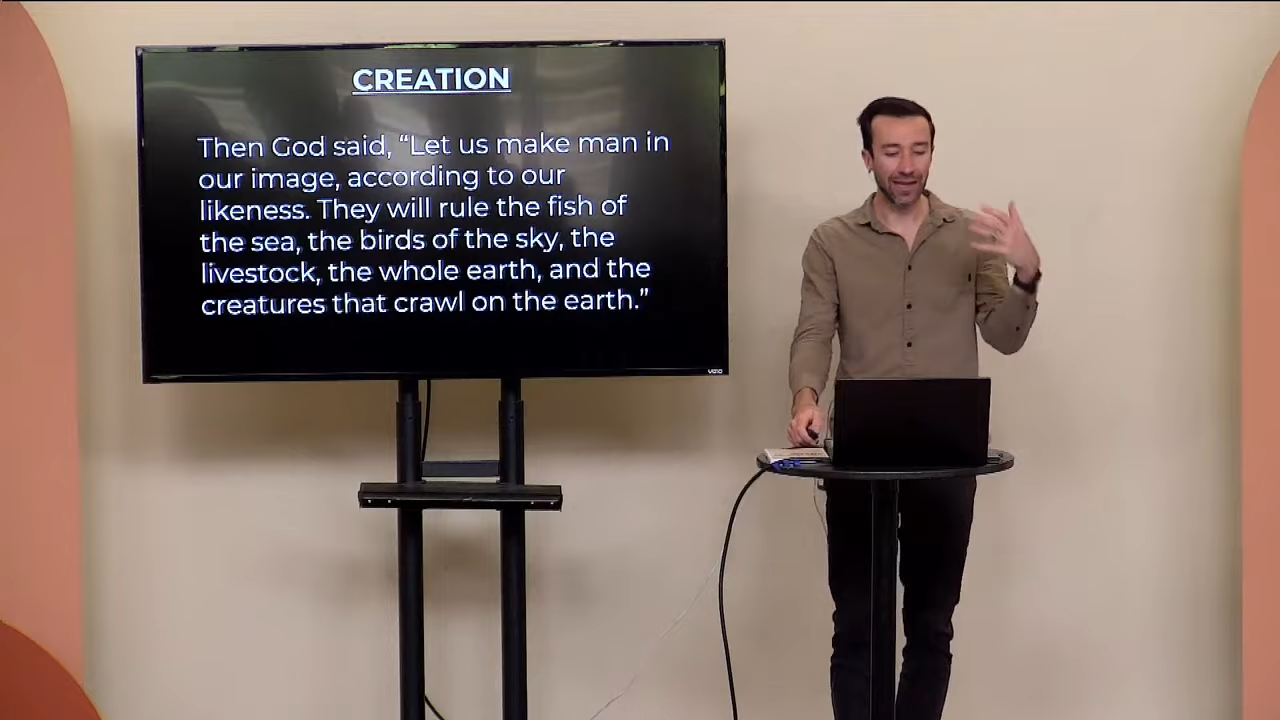 CREATION
Then God said, “Let us make man in
our image, according to our
likeness. They will rule the fish of
the sea, the birds of the sky, the
livestock, the whole earth, and the
creatures that crawl on the earth.”
VIZIO